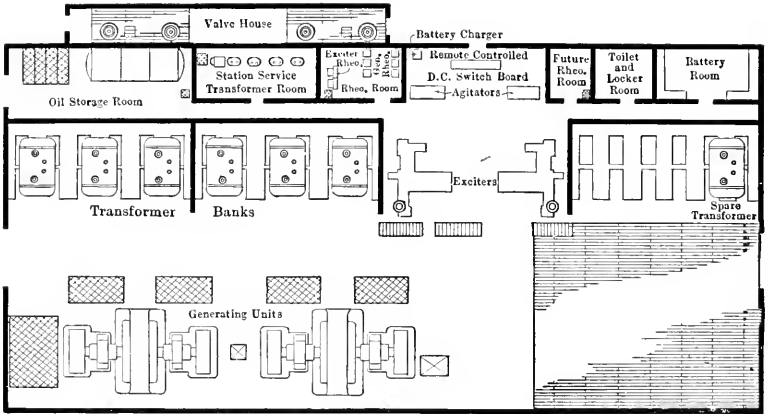 Valve House
Battery Charger
Remote Controlled
D.C. Switch Board
Agitators
Exciter
Rheo.
Rheo.
Rheo. Room
Station Service
Transformer Room
Oil Storage Room
Future
Rheo.
Room
Toilet
and
Locker
Room
Battery
Room
Exciters
Transformer Banks
Spare
Transformer
Generating Units